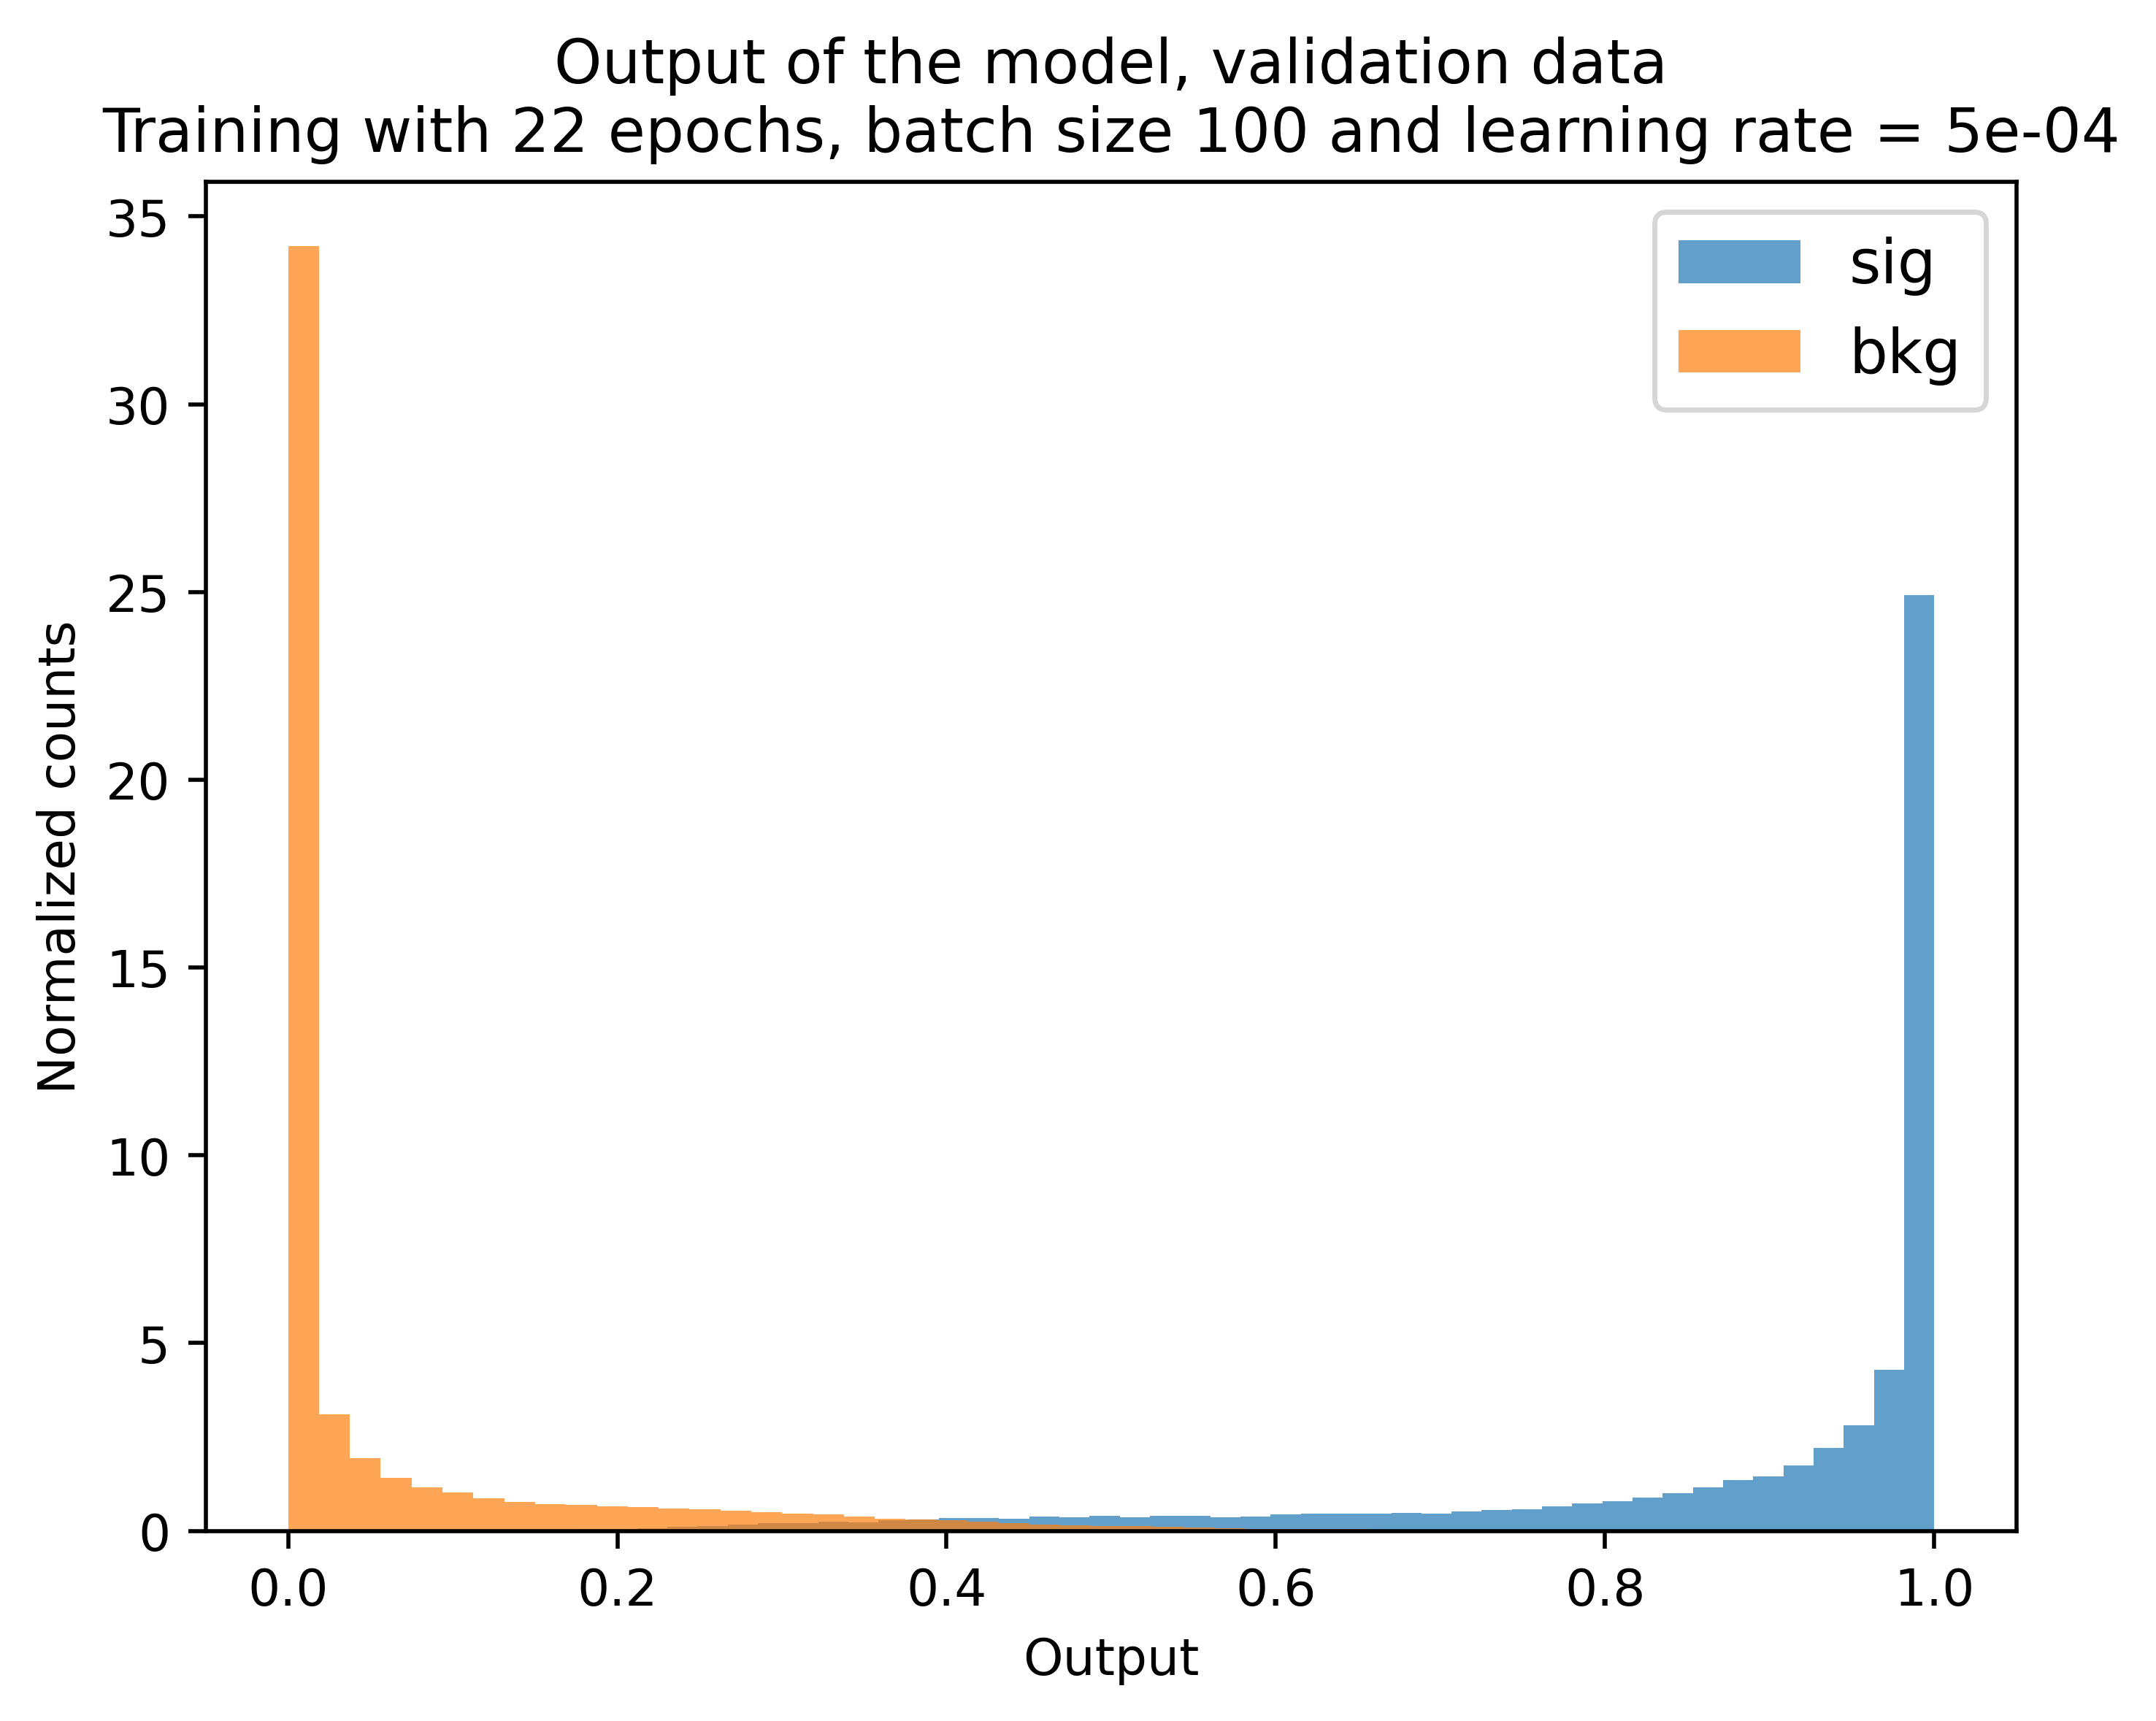 Output of the model, validation data
Training with 22 epochs, batch size 100 and learning rate = 5e-04
sig
bkg
Normalized counts
35
30
25
20
15
10
5
0
0.0 0.2 0.4 0.6 0.8 1.0
Output